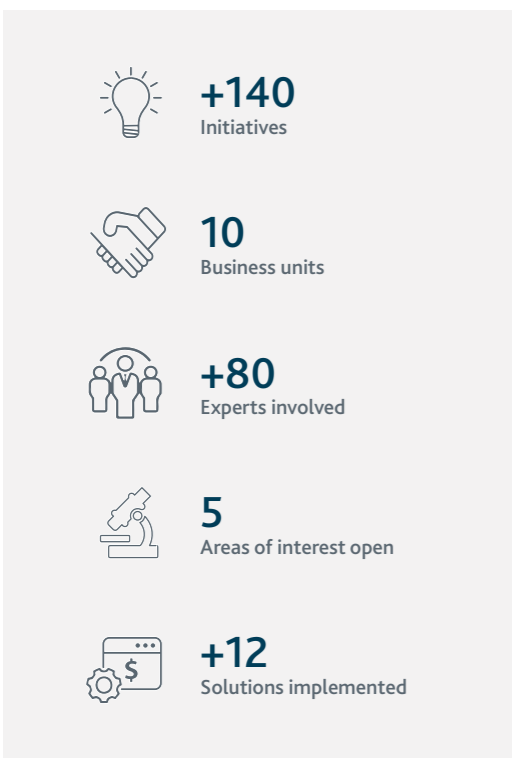 +140
Initiatives
10
Business units
+80
Experts involved
5
Areas of interest open
$
+12
Solutions implemented